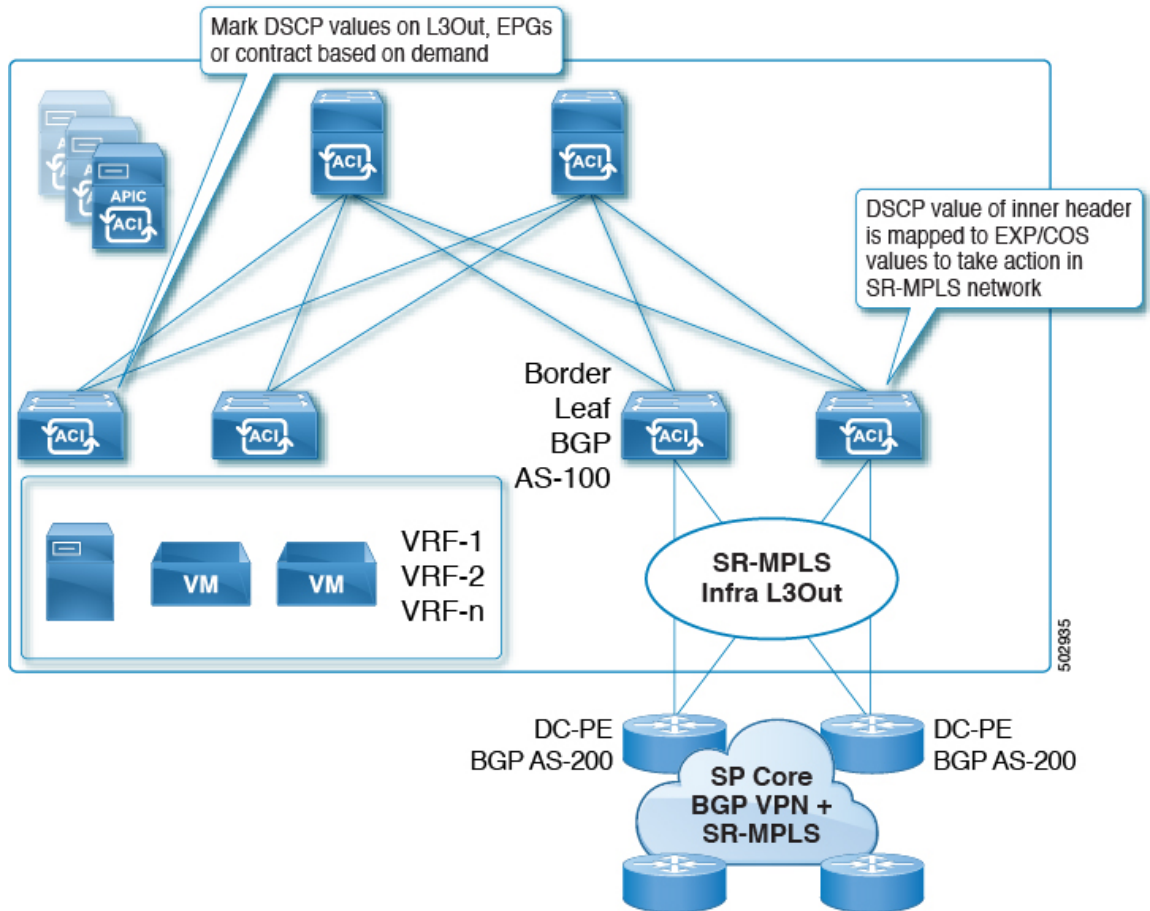 Mark DSCP values on L3Out, EPGs
or contract based on demand
A
A
APIC
ACI
ACI
ACI
DSCP value of inner header
is mapped to EXP/COS
values to take action in
SR-MPLS network
ACI
ACI
Border
Leaf
BGP
AS-100
ACI
ACI
VM
VM
VRF-1
VRF-2
VRF-n
SR-MPLS
Infra L3Out
502935
DC-PE
BGP AS-200
DC-PE
BGP AS-200
SP Core
BGP VPN +
SR-MPLS